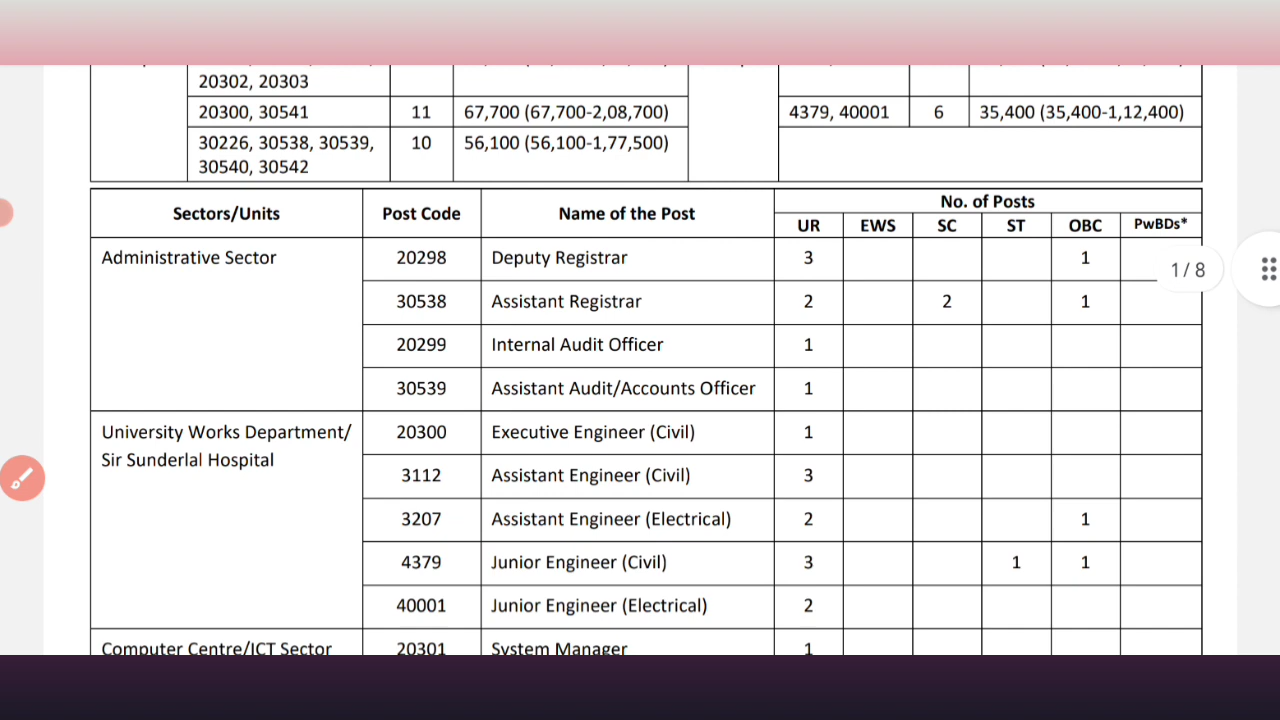 20302, 20303
20300, 30541 11 67,700 (67,700-2,08,700) 4379, 40001 6 35,400 (35,400-1,12,400)
30226, 30538, 30539, 10 56,100 (56,100-1,77,500)
30540, 30542
Sectors/Units Post Code Name of the Post No. of Posts
UR EWS SC ST OBC PwBDs*
Administrative Sector 20298 Deputy Registrar 3 1
1 / 8
30538 Assistant Registrar 2 2 1
20299 Internal Audit Officer 1
30539 Assistant Audit/Accounts Officer 1
University Works Department/ 20300 Executive Engineer (Civil) 1
Sir Sunderlal Hospital
3112 Assistant Engineer (Civil) 3
3207 Assistant Engineer (Electrical) 2 1
4379 Junior Engineer (Civil) 3 1 1
40001 Junior Engineer (Electrical) 2
Computer Centre/ICT Sector 20301 System Manager 1